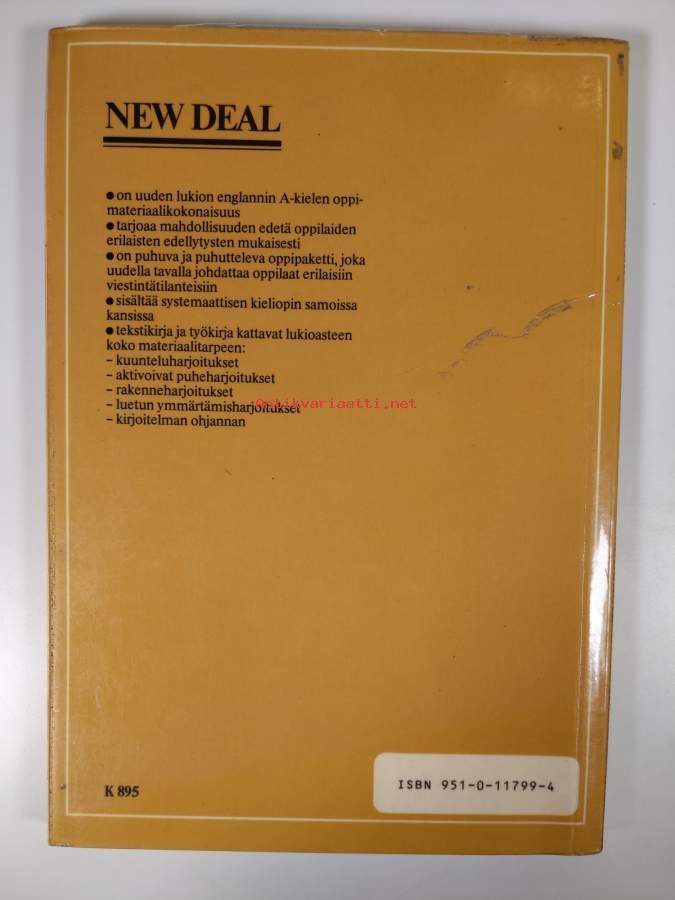 NEW DEAL
● on uuden lukion englannin A-kielen oppi-
materiaalikokonaisuus
● tarjoaa mahdollisuuden edetä oppilaiden
erilaisten edellytysten mukaisesti
● on puhuva ja puhutteleva oppipaketti, joka
uudella tavalla johdattaa oppilaat erilaisiin
viestintätilanteisiin
● sisältää systemaattisen kieliopin samoissa
kansissa
● tekstikirja ja työkirja kattavat lukioasteen
koko materiaalitarpeen:
– kuunteluharjoitukset
– aktivoivat puheharjoitukset
– rakenneharjoitukset
– luetun ymmärtämisharjoitukset
Antikvariaatti.net
– kirjoitelman ohjannan
K 895
ISBN 951-0-11799-4